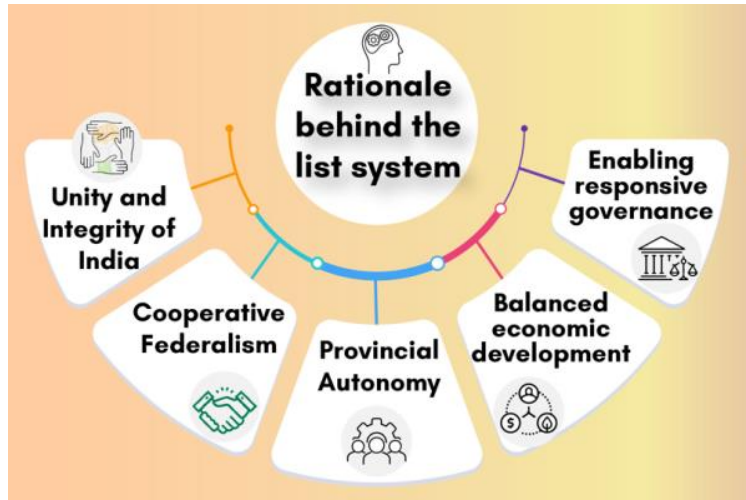 Rationale
behind the
list system
Unity and
Integrity of
India
Cooperative
Federalism
Provincial
Autonomy
Balanced
economic
development
Enabling
responsive
governance
$